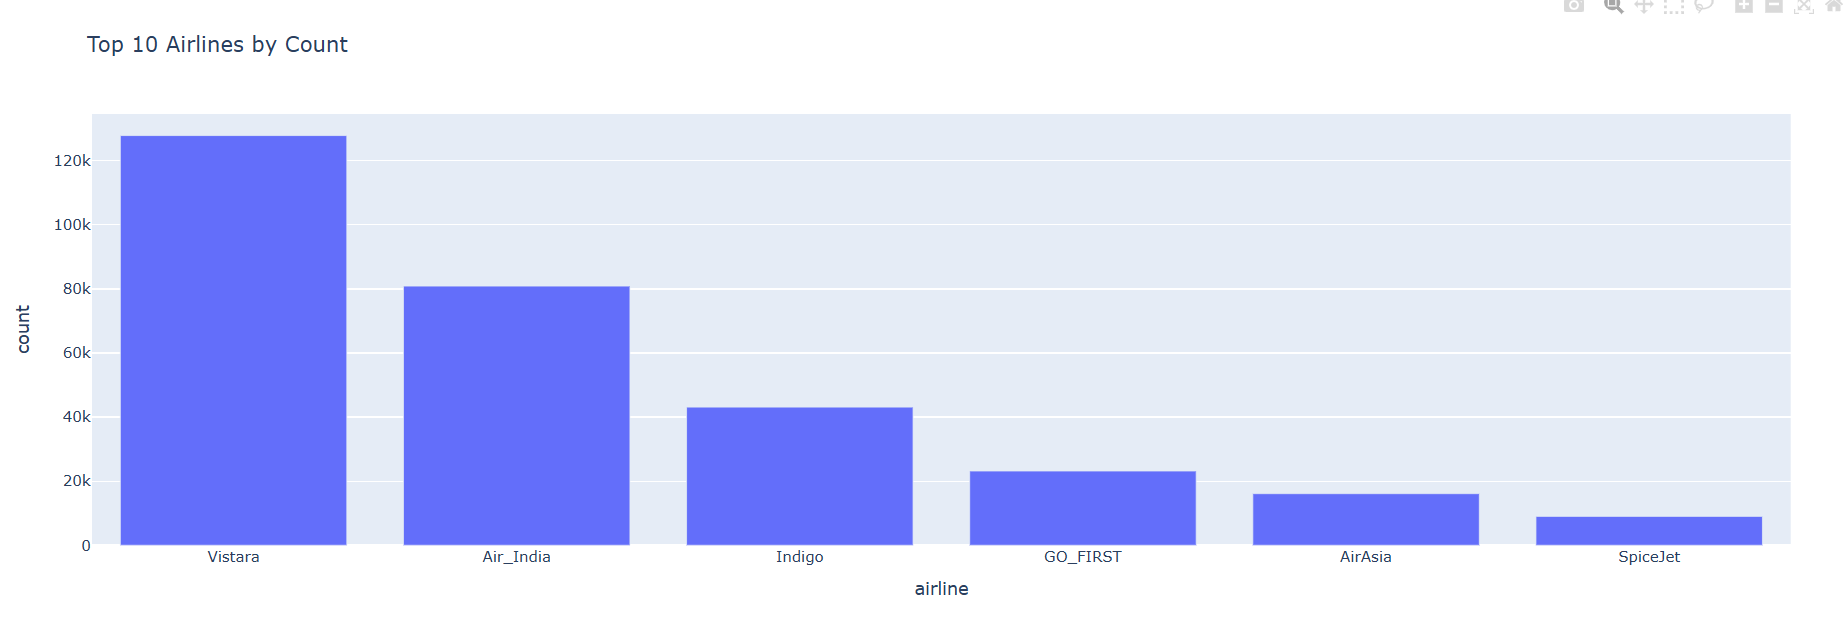 Top 10 Airlines by Count
120k
100k
80k
60k
40k
20k
0
count
Vistara Air_India Indigo GO_FIRST AirAsia SpiceJet
airline